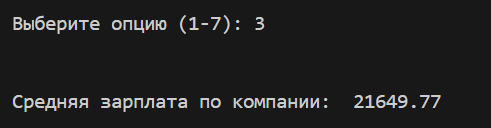 Выберите опцию (1-7): 3
Средняя зарплата по компании:  21649.77